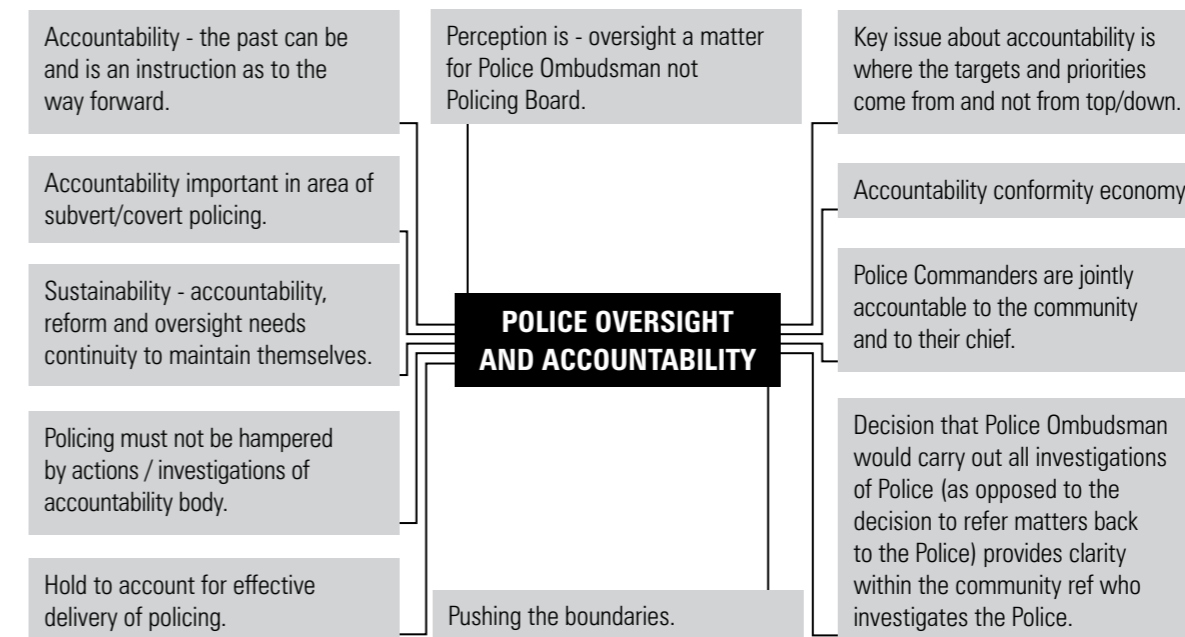 Accountability - the past can be
and is an instruction as to the
way forward.
Accountability important in area of
subvert/covert policing.
Sustainability - accountability,
reform and oversight needs
continuity to maintain themselves.
Policing must not be hampered
by actions / investigations of
accountability body.
Hold to account for effective
delivery of policing.
Perception is - oversight a matter
for Police Ombudsman not
Policing Board.
POLICE OVERSIGHT
AND ACCOUNTABILITY
Pushing the boundaries.
Key issue about accountability is
where the targets and priorities
come from and not from top/down.
Accountability conformity economy
Police Commanders are jointly
accountable to the community
and to their chief.
Decision that Police Ombudsman
would carry out all investigations
of Police (as opposed to the
decision to refer matters back
to the Police) provides clarity
within the community ref who
investigates the Police.